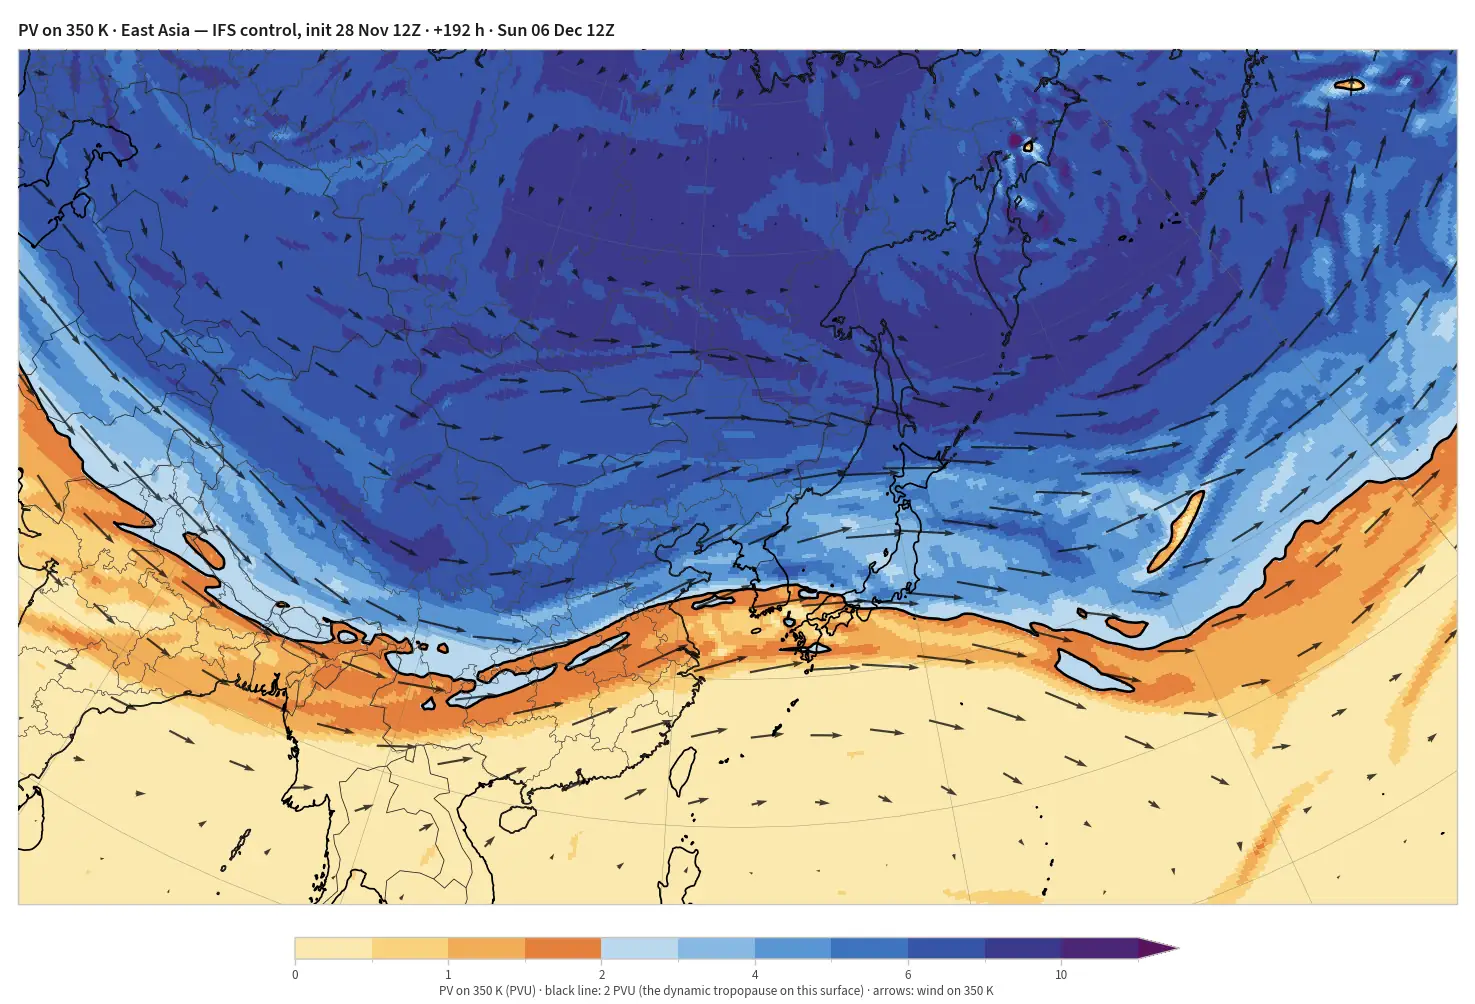 PV on 350 K · East Asia — IFS control, init 28 Nov 12Z · +192 h · Sun 06 Dec 12Z
0 1 2 4 6 10
PV on 350 K (PVU) · black line: 2 PVU (the dynamic tropopause on this surface) · arrows: wind on 350 K